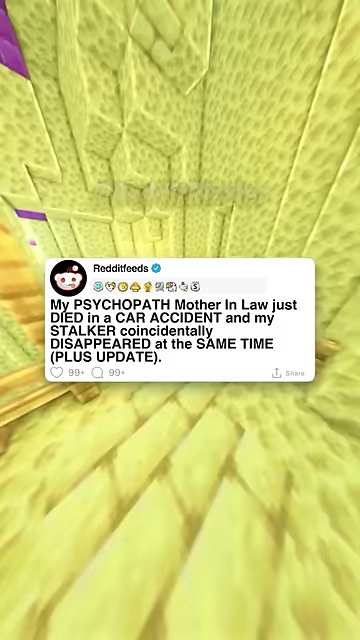 Redditfeeds
My PSYCHOPATH Mother In Law just
DIED in a CAR ACCIDENT and my
STALKER coincidentally
DISAPPEARED at the SAME TIME
(PLUS UPDATE).
99+ 99+ Share